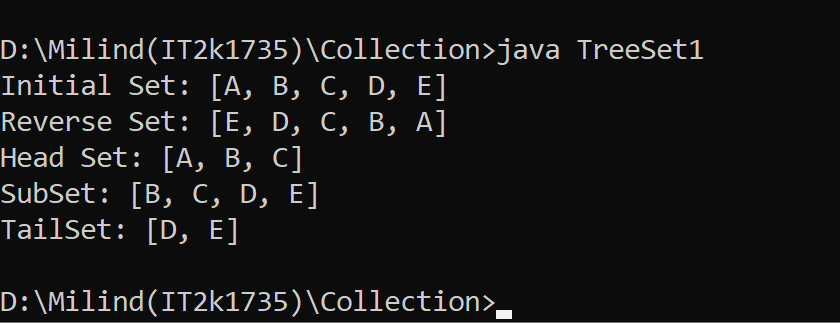 D:\Milind(IT2k1735)\Collection>java TreeSet1
Initial Set: [A, B, C, D, E]
Reverse Set: [E, D, C, B, A]
Head Set: [A, B, C]
SubSet: [B, C, D, E]
TailSet: [D, E]
D:\Milind(IT2k1735)\Collection>